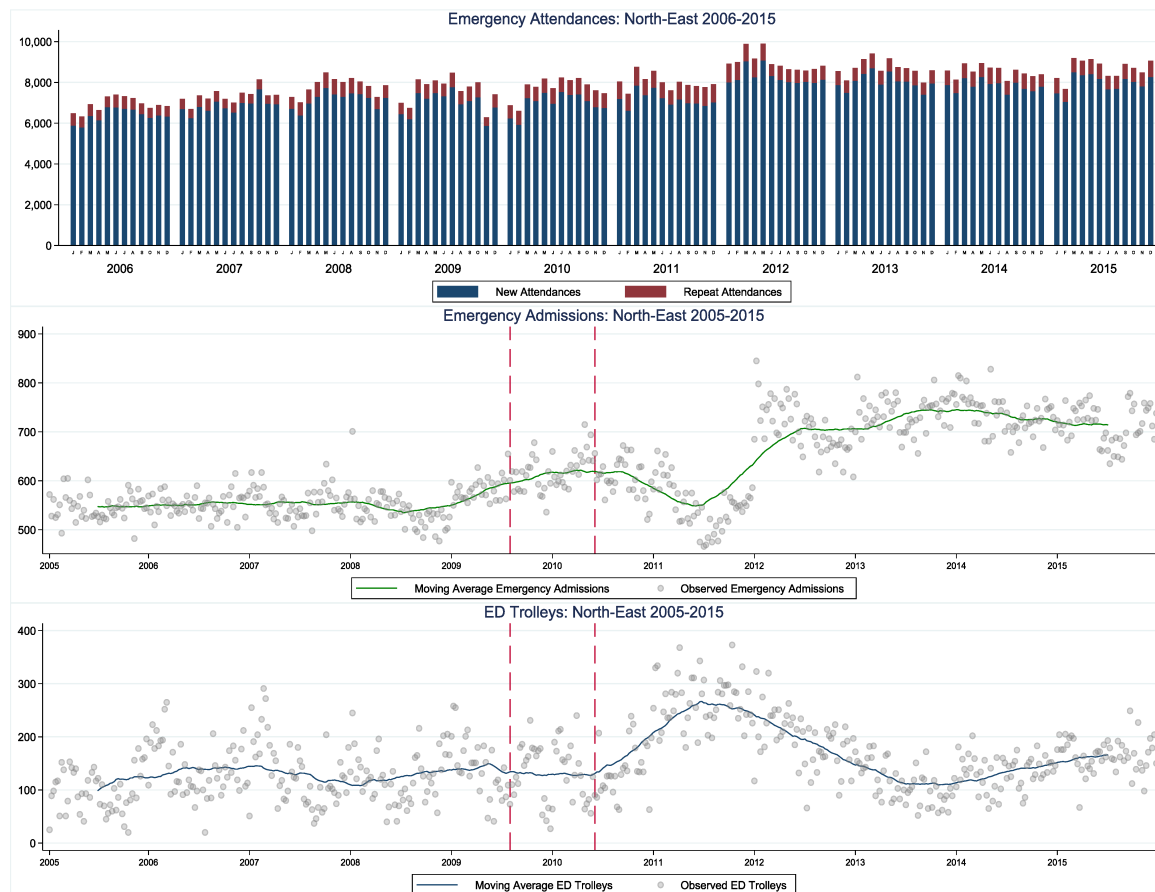 Emergency Attendances: North-East 2006-2015
10,000
8,000
6,000
4,000
2,000
0
J F M A M J J A S O N D J F M A M J J A S O N D J F M A M J J A S O N D J F M A M J J A S O N D J F M A M J J A S O N D J F M A M J J A S O N D J F M A M J J A S O N D J F M A M J J A S O N D J F M A M J J A S O N D J F M A M J J A S O N D
2006 2007 2008 2009 2010 2011 2012 2013 2014 2015
New Attendances Repeat Attendances
Emergency Admissions: North-East 2005-2015
900
800
700
600
500
2005 2006 2007 2008 2009 2010 2011 2012 2013 2014 2015
Moving Average Emergency Admissions Observed Emergency Admissions
ED Trolleys: North-East 2005-2015
400
300
200
100
0
2005 2006 2007 2008 2009 2010 2011 2012 2013 2014 2015
Moving Average ED Trolleys Observed ED Trolleys